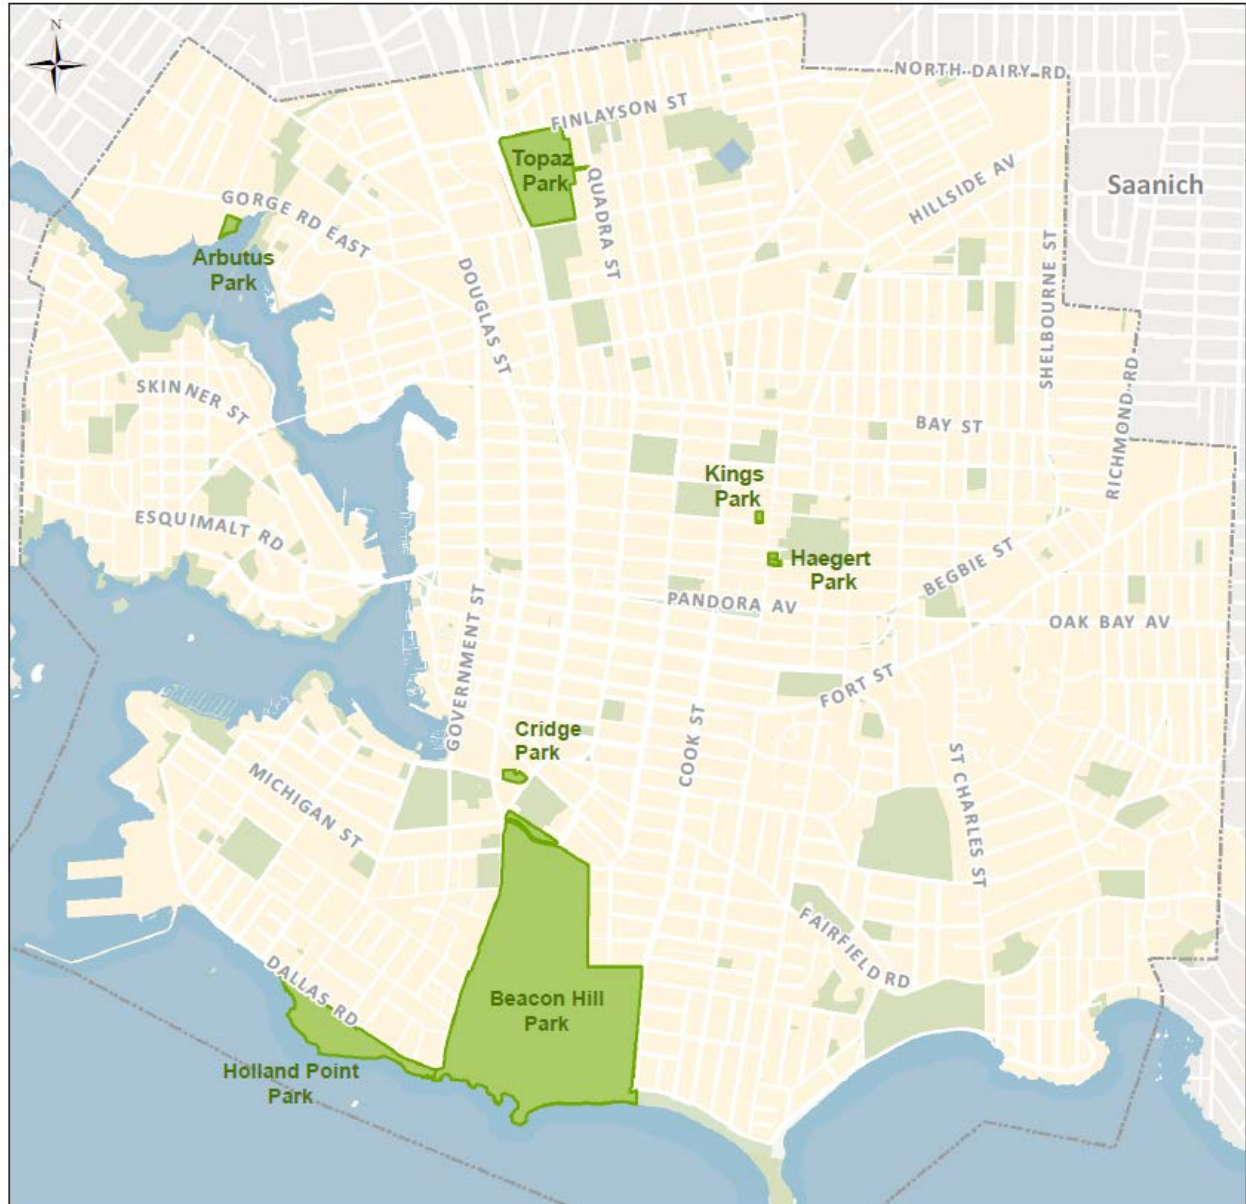 N
NORTH DAIRY RD
FINLAYSON ST
Topaz
Park
HILLSIDE AV
Saanich
QUADRA ST
GORGE RD EAST
Arbutus
Park
DOUGLAS ST
SHELBOURNE ST
SKINNER ST
RICHMOND RD
BAY ST
Kings
Park
ESQUIMALT RD
Haegert
Park
BEGBIE ST
PANDORA AV
OAK BAY AV
GOVERNMENT ST
FORT ST
Cridge
Park
COOK ST
MICHIGAN ST
ST CHARLES ST
FAIRFIELD RD
DALLAS RD
Beacon Hill
Park
Holland Point
Park